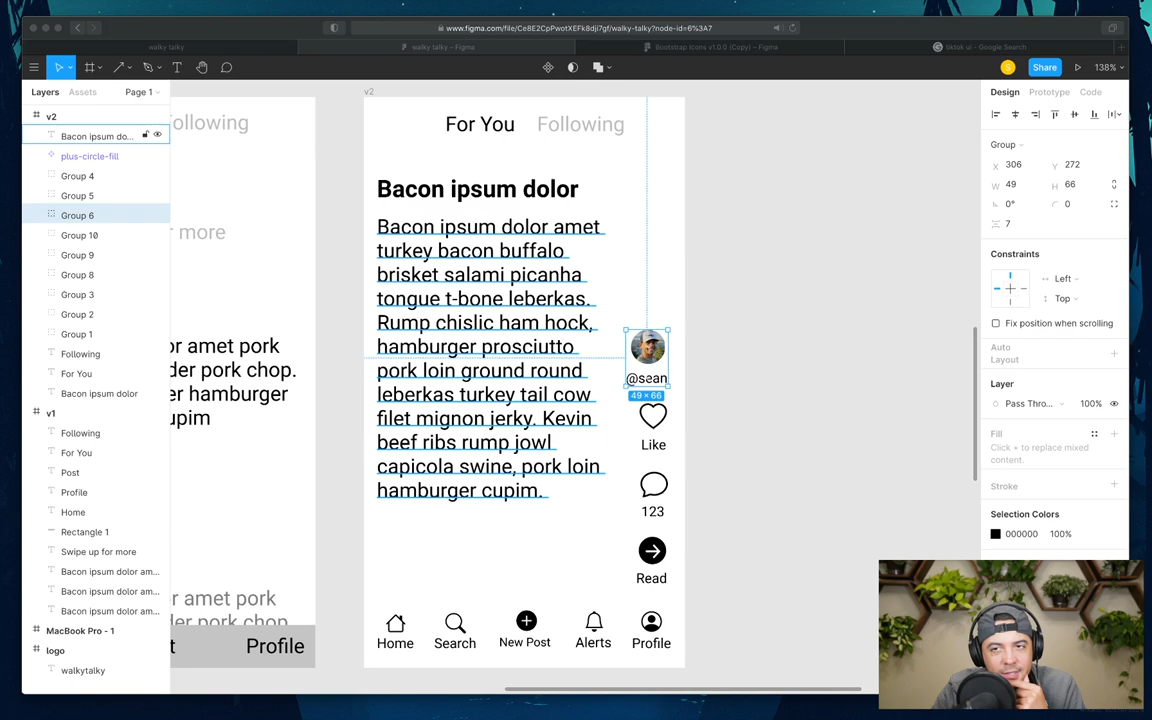 www.figma.com/file/Ce8E2CpPwotXEFk8dji7gf/walky-talky?node-id=6%3A7
walky talky
walky talky – Figma
Bootstrap Icons v1.0.0 (Copy) – Figma
tiktok ui - Google Search
S
Share
138%
Layers
Assets
Page 1
v2
Bacon ipsum do...
plus-circle-fill
Group 4
Group 5
Group 6
Group 10
Group 9
Group 8
Group 3
Group 2
Group 1
Following
For You
Bacon ipsum dolor
v1
Following
For You
Post
Profile
Home
Rectangle 1
Swipe up for more
Bacon ipsum dolor am...
Bacon ipsum dolor am...
Bacon ipsum dolor am...
MacBook Pro - 1
logo
walkytalky
ollowing
r more
or amet pork
der pork chop.
er hamburger
upim
r amet pork
der pork chop
t
Profile
v2
For You
Following
Bacon ipsum dolor
Bacon ipsum dolor amet
turkey bacon buffalo
brisket salami picanha
tongue t-bone leberkas.
Rump chislic ham hock,
hamburger prosciutto
pork loin ground round
leberkas turkey tail cow
filet mignon jerky. Kevin
beef ribs rump jowl
capicola swine, pork loin
hamburger cupim.
@sean
49 × 66
Like
123
Read
Home
Search
New Post
Alerts
Profile
Design
Prototype
Code
Group
X 306
Y 272
W 49
H 66
0°
0
7
Constraints
Left
Top
Fix position when scrolling
Auto
Layout
Layer
Pass Thro...
100%
Fill
Click + to replace mixed
content.
Stroke
Selection Colors
000000
100%